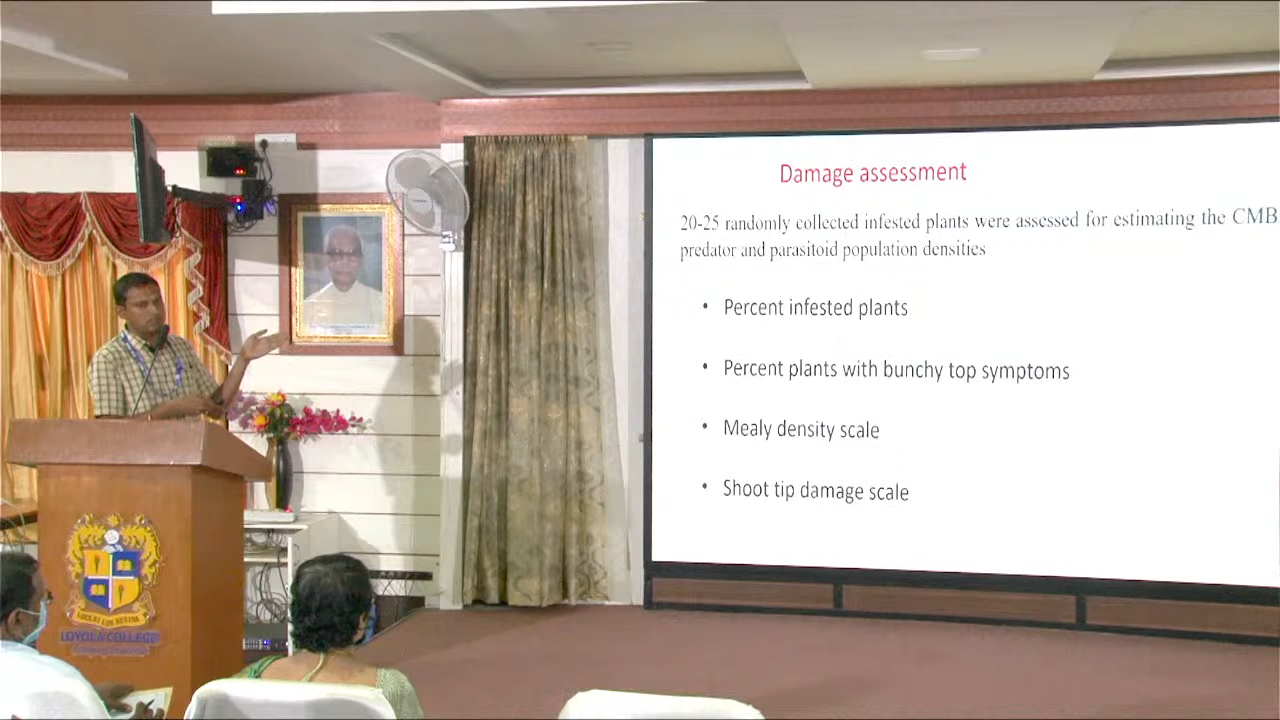 Damage assessment
20-25 randomly collected infested plants were assessed for estimating the CMB
predator and parasitoid population densities
• Percent infested plants
• Percent plants with bunchy top symptoms
• Mealy density scale
• Shoot tip damage scale
LOYOLA COLLEGE